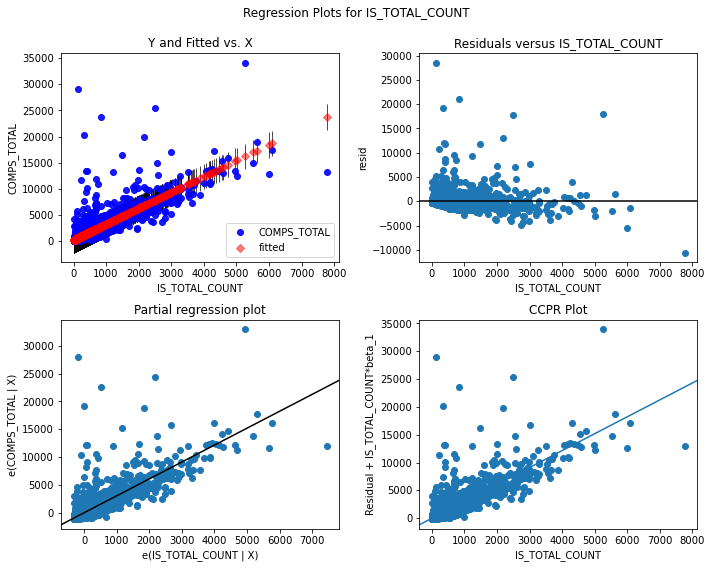 Regression Plots for IS_TOTAL_COUNT
Y and Fitted vs. X
35000
30000
25000
20000
15000
10000
5000
0
COMPS_TOTAL
COMPS_TOTAL
fitted
0 1000 2000 3000 4000 5000 6000 7000 8000
IS_TOTAL_COUNT
Residuals versus IS_TOTAL_COUNT
30000
25000
20000
15000
10000
5000
0
−5000
−10000
resid
0 1000 2000 3000 4000 5000 6000 7000 8000
IS_TOTAL_COUNT
Partial regression plot
30000
25000
20000
15000
10000
5000
0
e(COMPS_TOTAL | X)
0 1000 2000 3000 4000 5000 6000 7000
e(IS_TOTAL_COUNT | X)
CCPR Plot
35000
30000
25000
20000
15000
10000
5000
0
Residual + IS_TOTAL_COUNT*beta_1
0 1000 2000 3000 4000 5000 6000 7000 8000
IS_TOTAL_COUNT